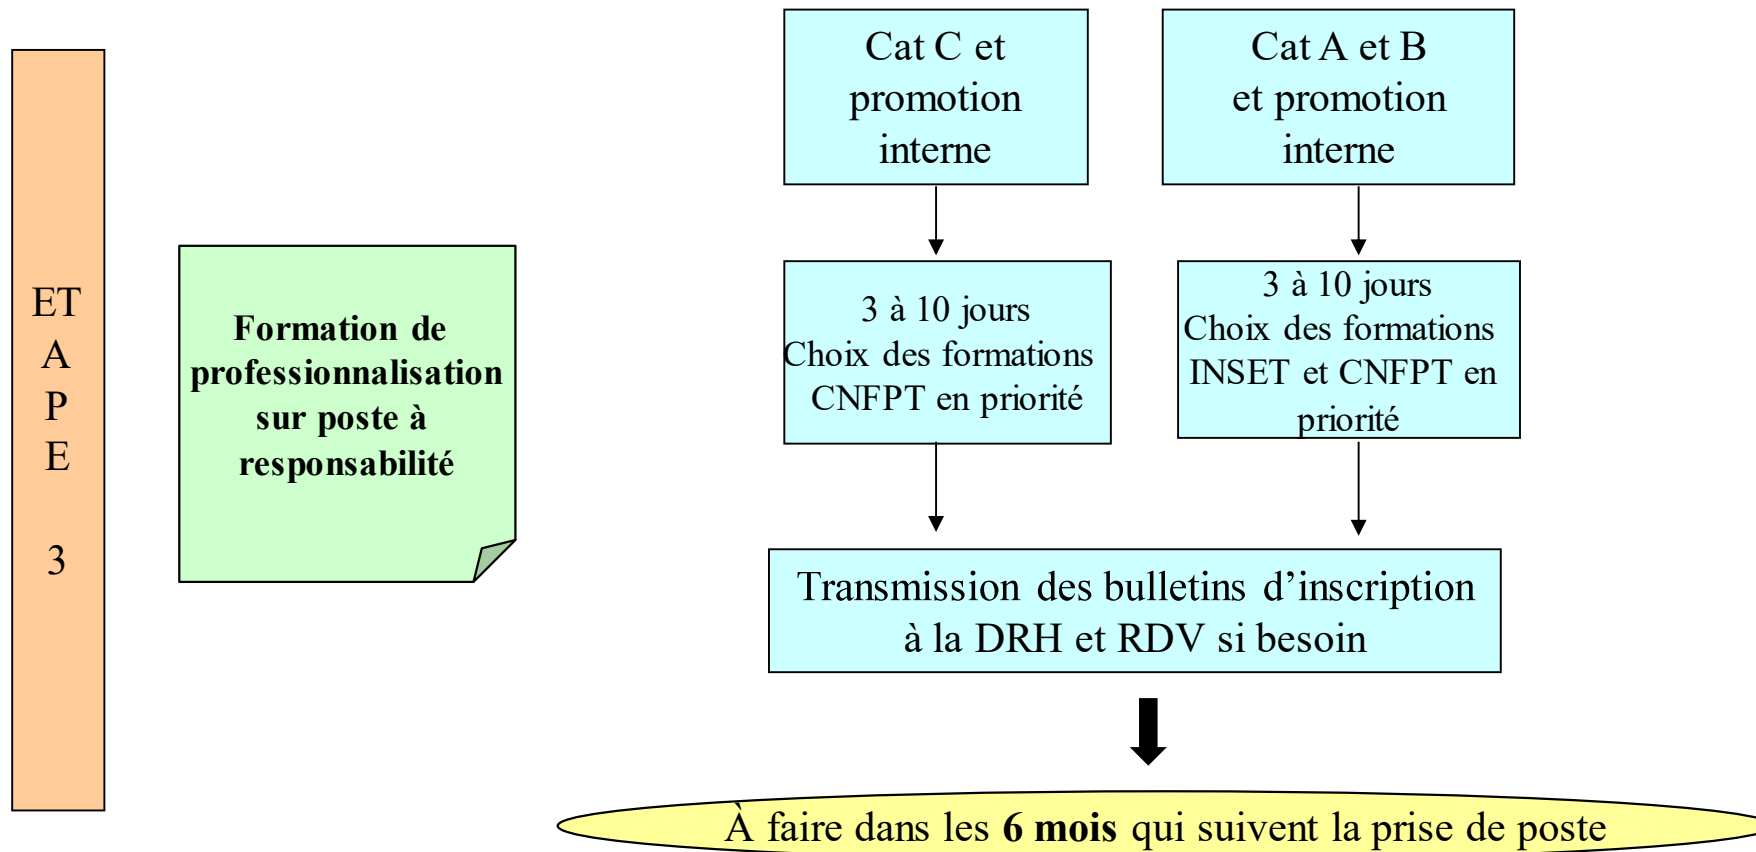 ET
A
P
E
3
Formation de
professionnalisation
sur poste à
responsabilité
Cat C et
promotion
interne
Cat A et B
et promotion
interne
3 à 10 jours
Choix des formations
CNFPT en priorité
3 à 10 jours
Choix des formations
INSET et CNFPT en
priorité
Transmission des bulletins d’inscription
à la DRH et RDV si besoin
À faire dans les 6 mois qui suivent la prise de poste